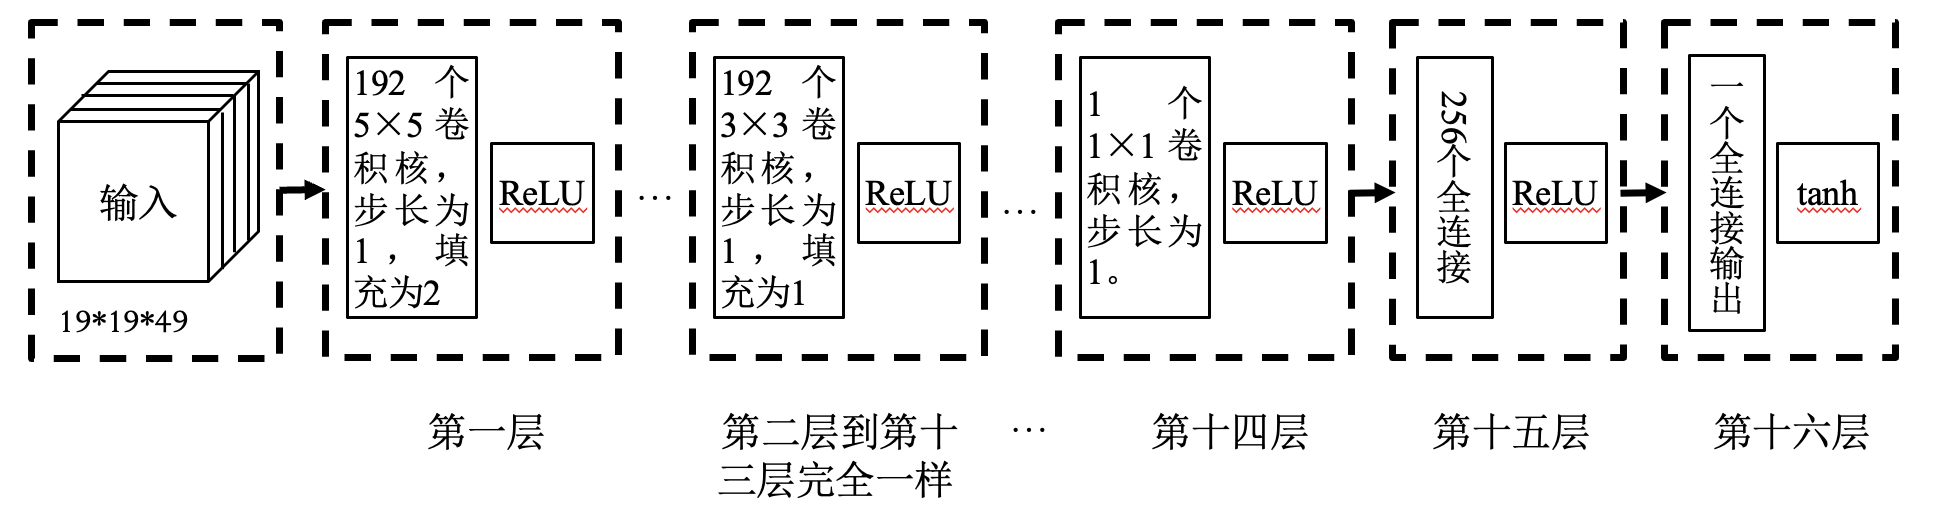 输入
19*19*49
192 个
5×5 卷
积核，
步长为
1，填
充为2
ReLU
…
192 个
3×3 卷
积核，
步长为
1，填
充为1
ReLU
…
1 个
1×1 卷
积核，
步长为
1。
ReLU
256个全连接
ReLU
一个全连接输出
tanh
第一层
第二层到第十
三层完全一样
…
第十四层
第十五层
第十六层